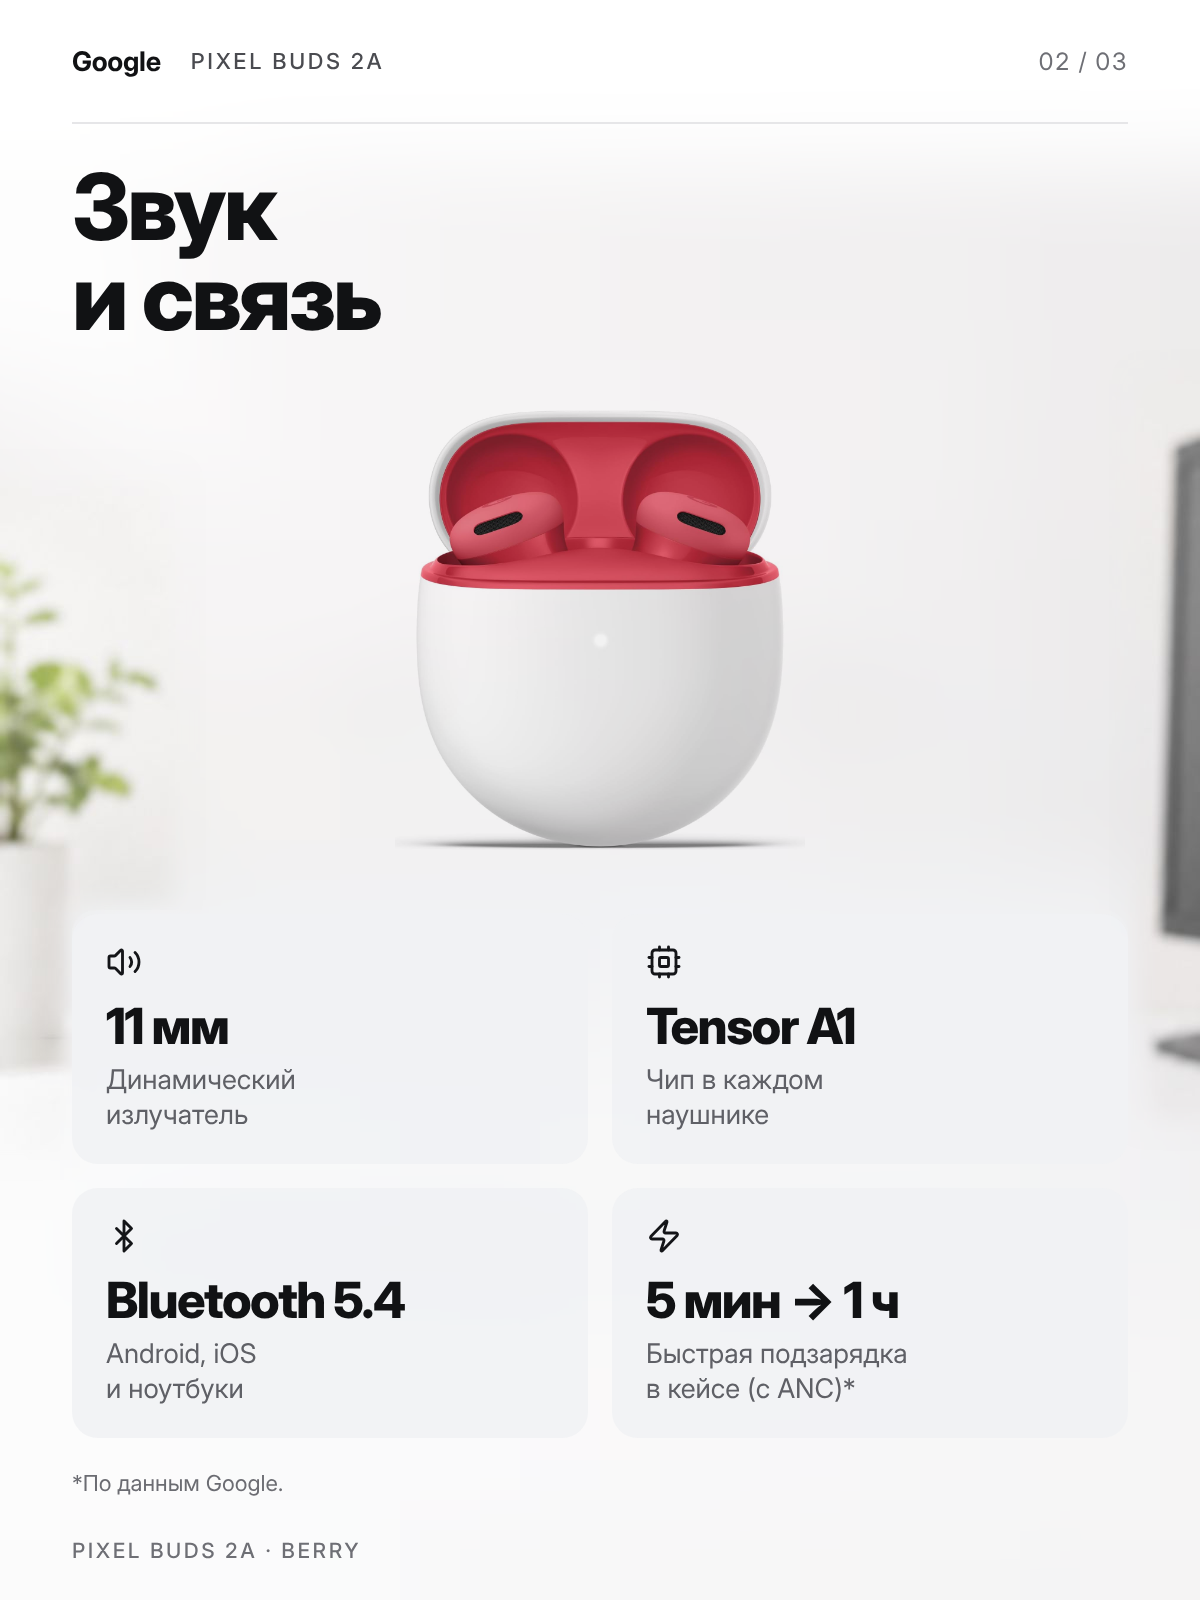 Google PIXEL BUDS 2A 02 / 03
Звук
и связь
11 мм
Динамический
излучатель
Tensor A1
Чип в каждом
наушнике
Bluetooth 5.4
Android, iOS
и ноутбуки
5 мин → 1 ч
Быстрая подзарядка
в кейсе (с ANC)*
*По данным Google.
PIXEL BUDS 2A · BERRY